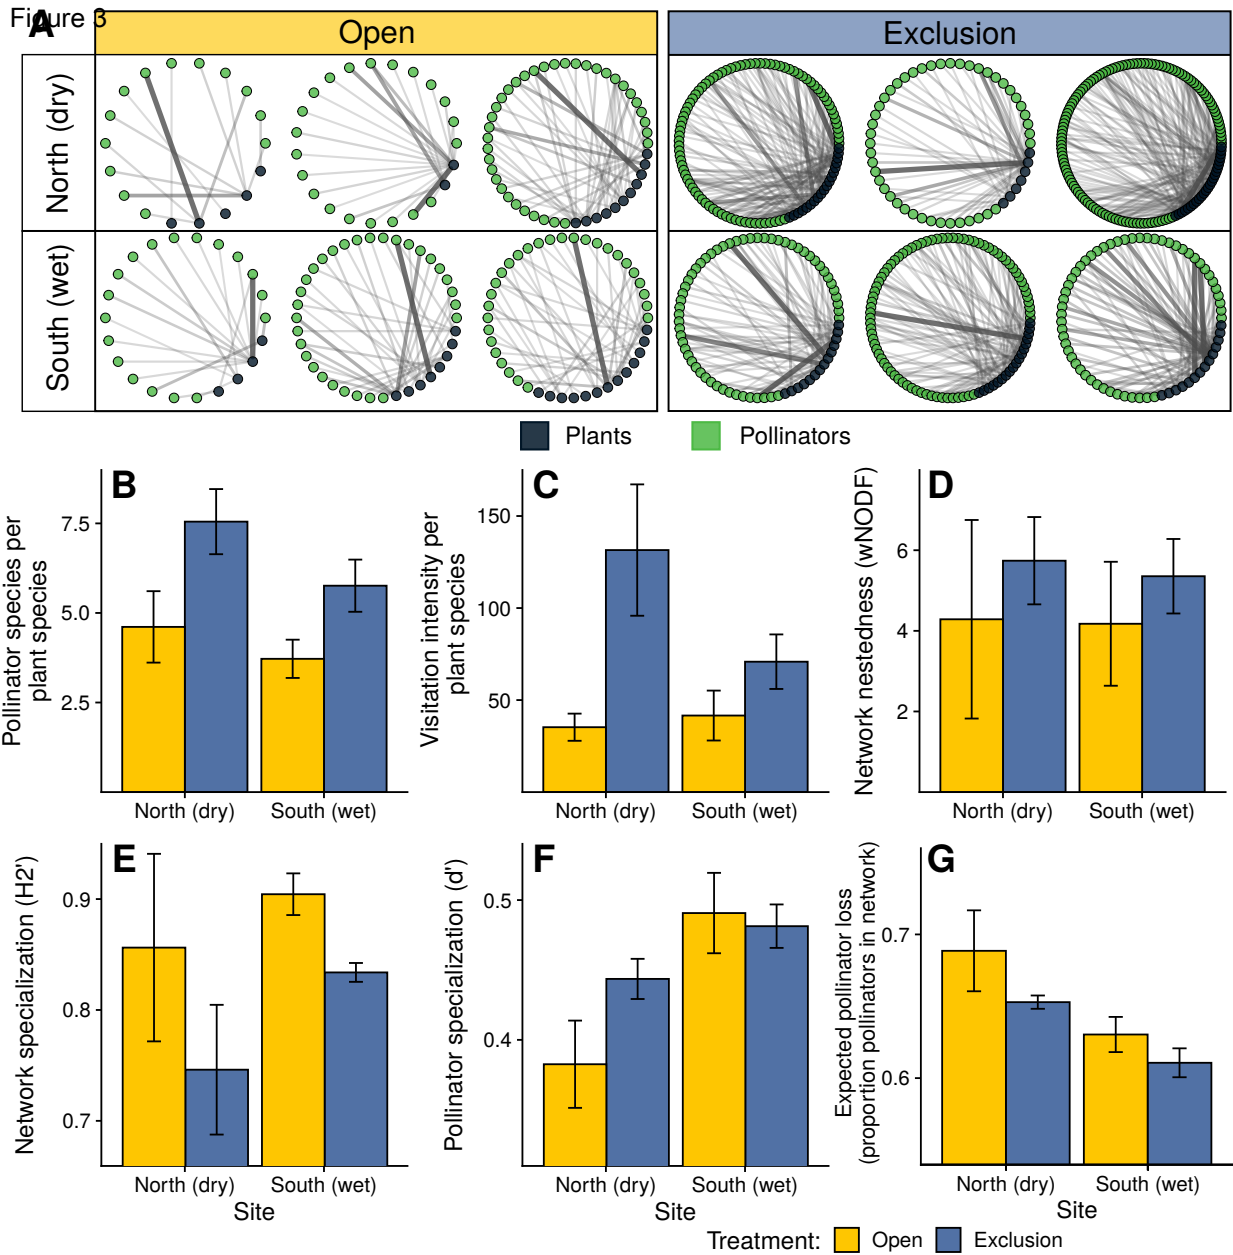 Figure 3
A
Open
Exclusion
North (dry)
South (wet)
Plants
Pollinators
B
Pollinator species per
plant species
7.5
5.0
2.5
North (dry)
South (wet)
C
Visitation intensity per
plant species
150
100
50
North (dry)
South (wet)
D
Network nestedness (wNODF)
6
4
2
North (dry)
South (wet)
E
Network specialization (H2')
0.9
0.8
0.7
North (dry)
South (wet)
Site
F
Pollinator specialization (d')
0.5
0.4
North (dry)
South (wet)
Site
G
Expected pollinator loss
(proportion pollinators in network)
0.7
0.6
North (dry)
South (wet)
Site
Treatment:
Open
Exclusion